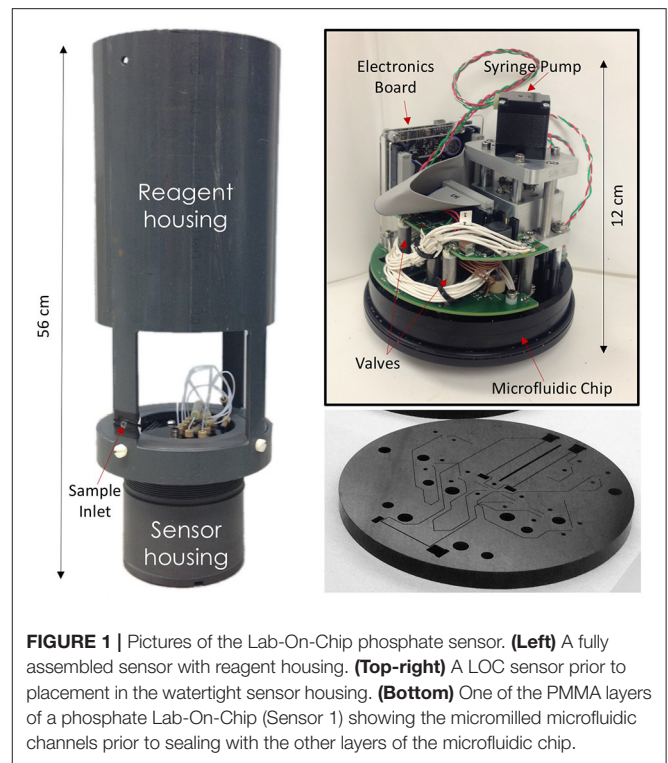 Reagent
housing
56 cm
Sample
Inlet
Sensor
housing
Electronics
Board
Syringe Pump
12 cm
Valves
Microfluidic Chip
FIGURE 1 | Pictures of the Lab-On-Chip phosphate sensor. (Left) A fully
assembled sensor with reagent housing. (Top-right) A LOC sensor prior to
placement in the watertight sensor housing. (Bottom) One of the PMMA layers
of a phosphate Lab-On-Chip (Sensor 1) showing the micromilled microfluidic
channels prior to sealing with the other layers of the microfluidic chip.